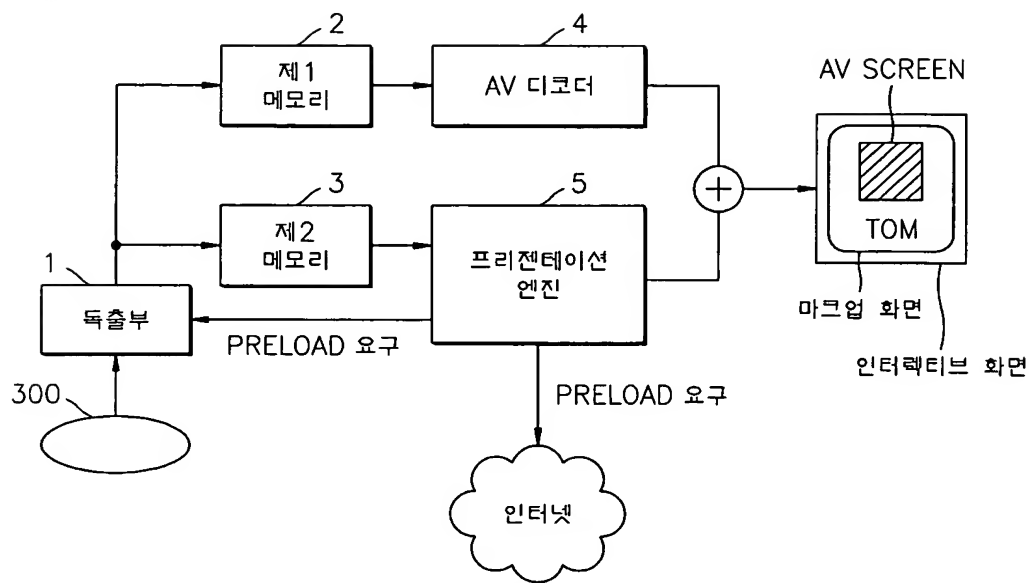 2
4
제1
메모리
AV 디코더
AV SCREEN
3
5
제2
메모리
프리젠테이션
엔진
TOM
1
독출부
PRELOAD 요구
마크업 화면
인터렉티브 화면
300
PRELOAD 요구
인터넷